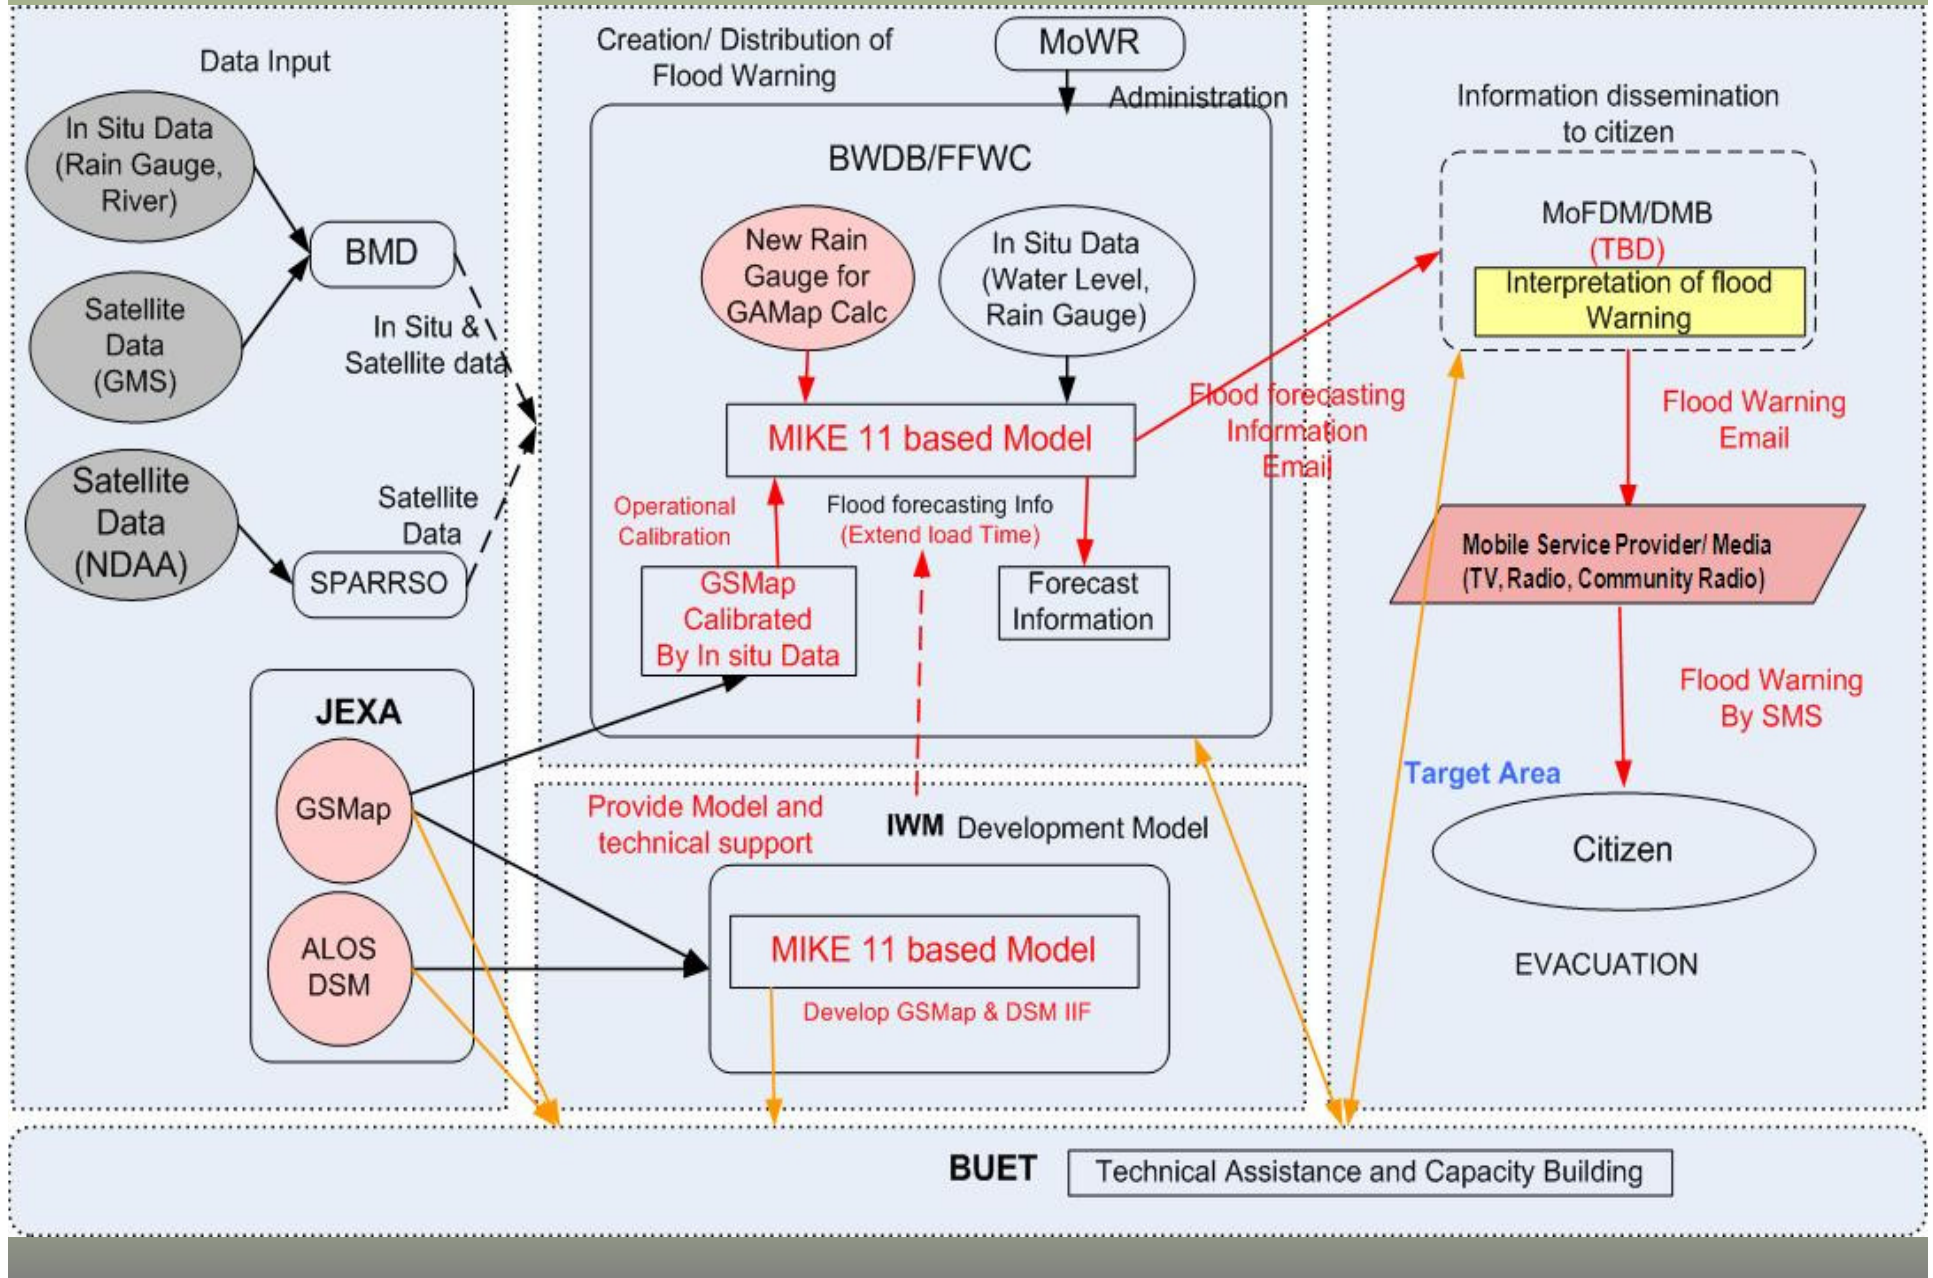 Data Input
In Situ Data
(Rain Gauge,
River)
BMD
Satellite
Data
(GMS)
In Situ &
Satellite data
Satellite
Data
(NDAA)
Satellite
Data
SPARRSO
JEXA
GSMap
ALOS
DSM
Creation/ Distribution of
Flood Warning
MoWR
Administration
BWDB/FFWC
New Rain
Gauge for
GAMap Calc
In Situ Data
(Water Level,
Rain Gauge)
MIKE 11 based Model
Flood forecasting
Information
Email
Operational
Calibration
Flood forecasting Info
(Extend load Time)
GSMap
Calibrated
By In situ Data
Forecast
Information
Provide Model and
technical support
IWM Development Model
MIKE 11 based Model
Develop GSMap & DSM IIF
Information dissemination
to citizen
MoFDM/DMB
(TBD)
Interpretation of flood
Warning
Flood Warning
Email
Mobile Service Provider/ Media
(TV, Radio, Community Radio)
Flood Warning
By SMS
Target Area
Citizen
EVACUATION
BUET
Technical Assistance and Capacity Building